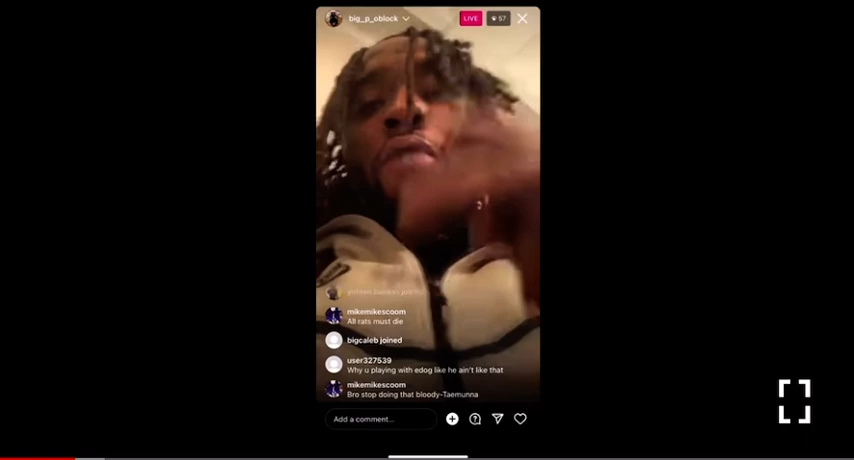 big_p_oblock
LIVE
57
mikemikescoom
All rats must die
bigcaleb joined
user327539
Why u playing with edog like he ain't like that
mikemikescoom
Bro stop doing that bloody-Taemunna
Add a comment...